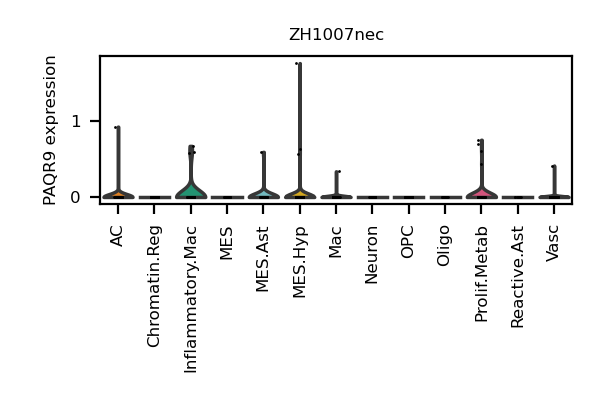 ZH1007nec
PAQR9 expression
1
0
AC
Chromatin.Reg
Inflammatory.Mac
MES
MES.Ast
MES.Hyp
Mac
Neuron
OPC
Oligo
Prolif.Metab
Reactive.Ast
Vasc